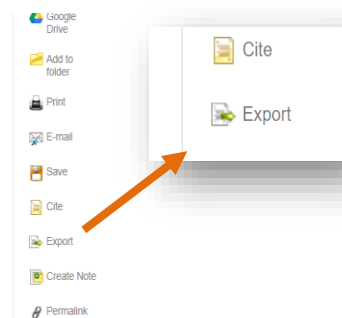 Google
Drive
Add to
folder
Print
E-mail
Save
Cite
Export
Create Note
Permalink
Cite
Export